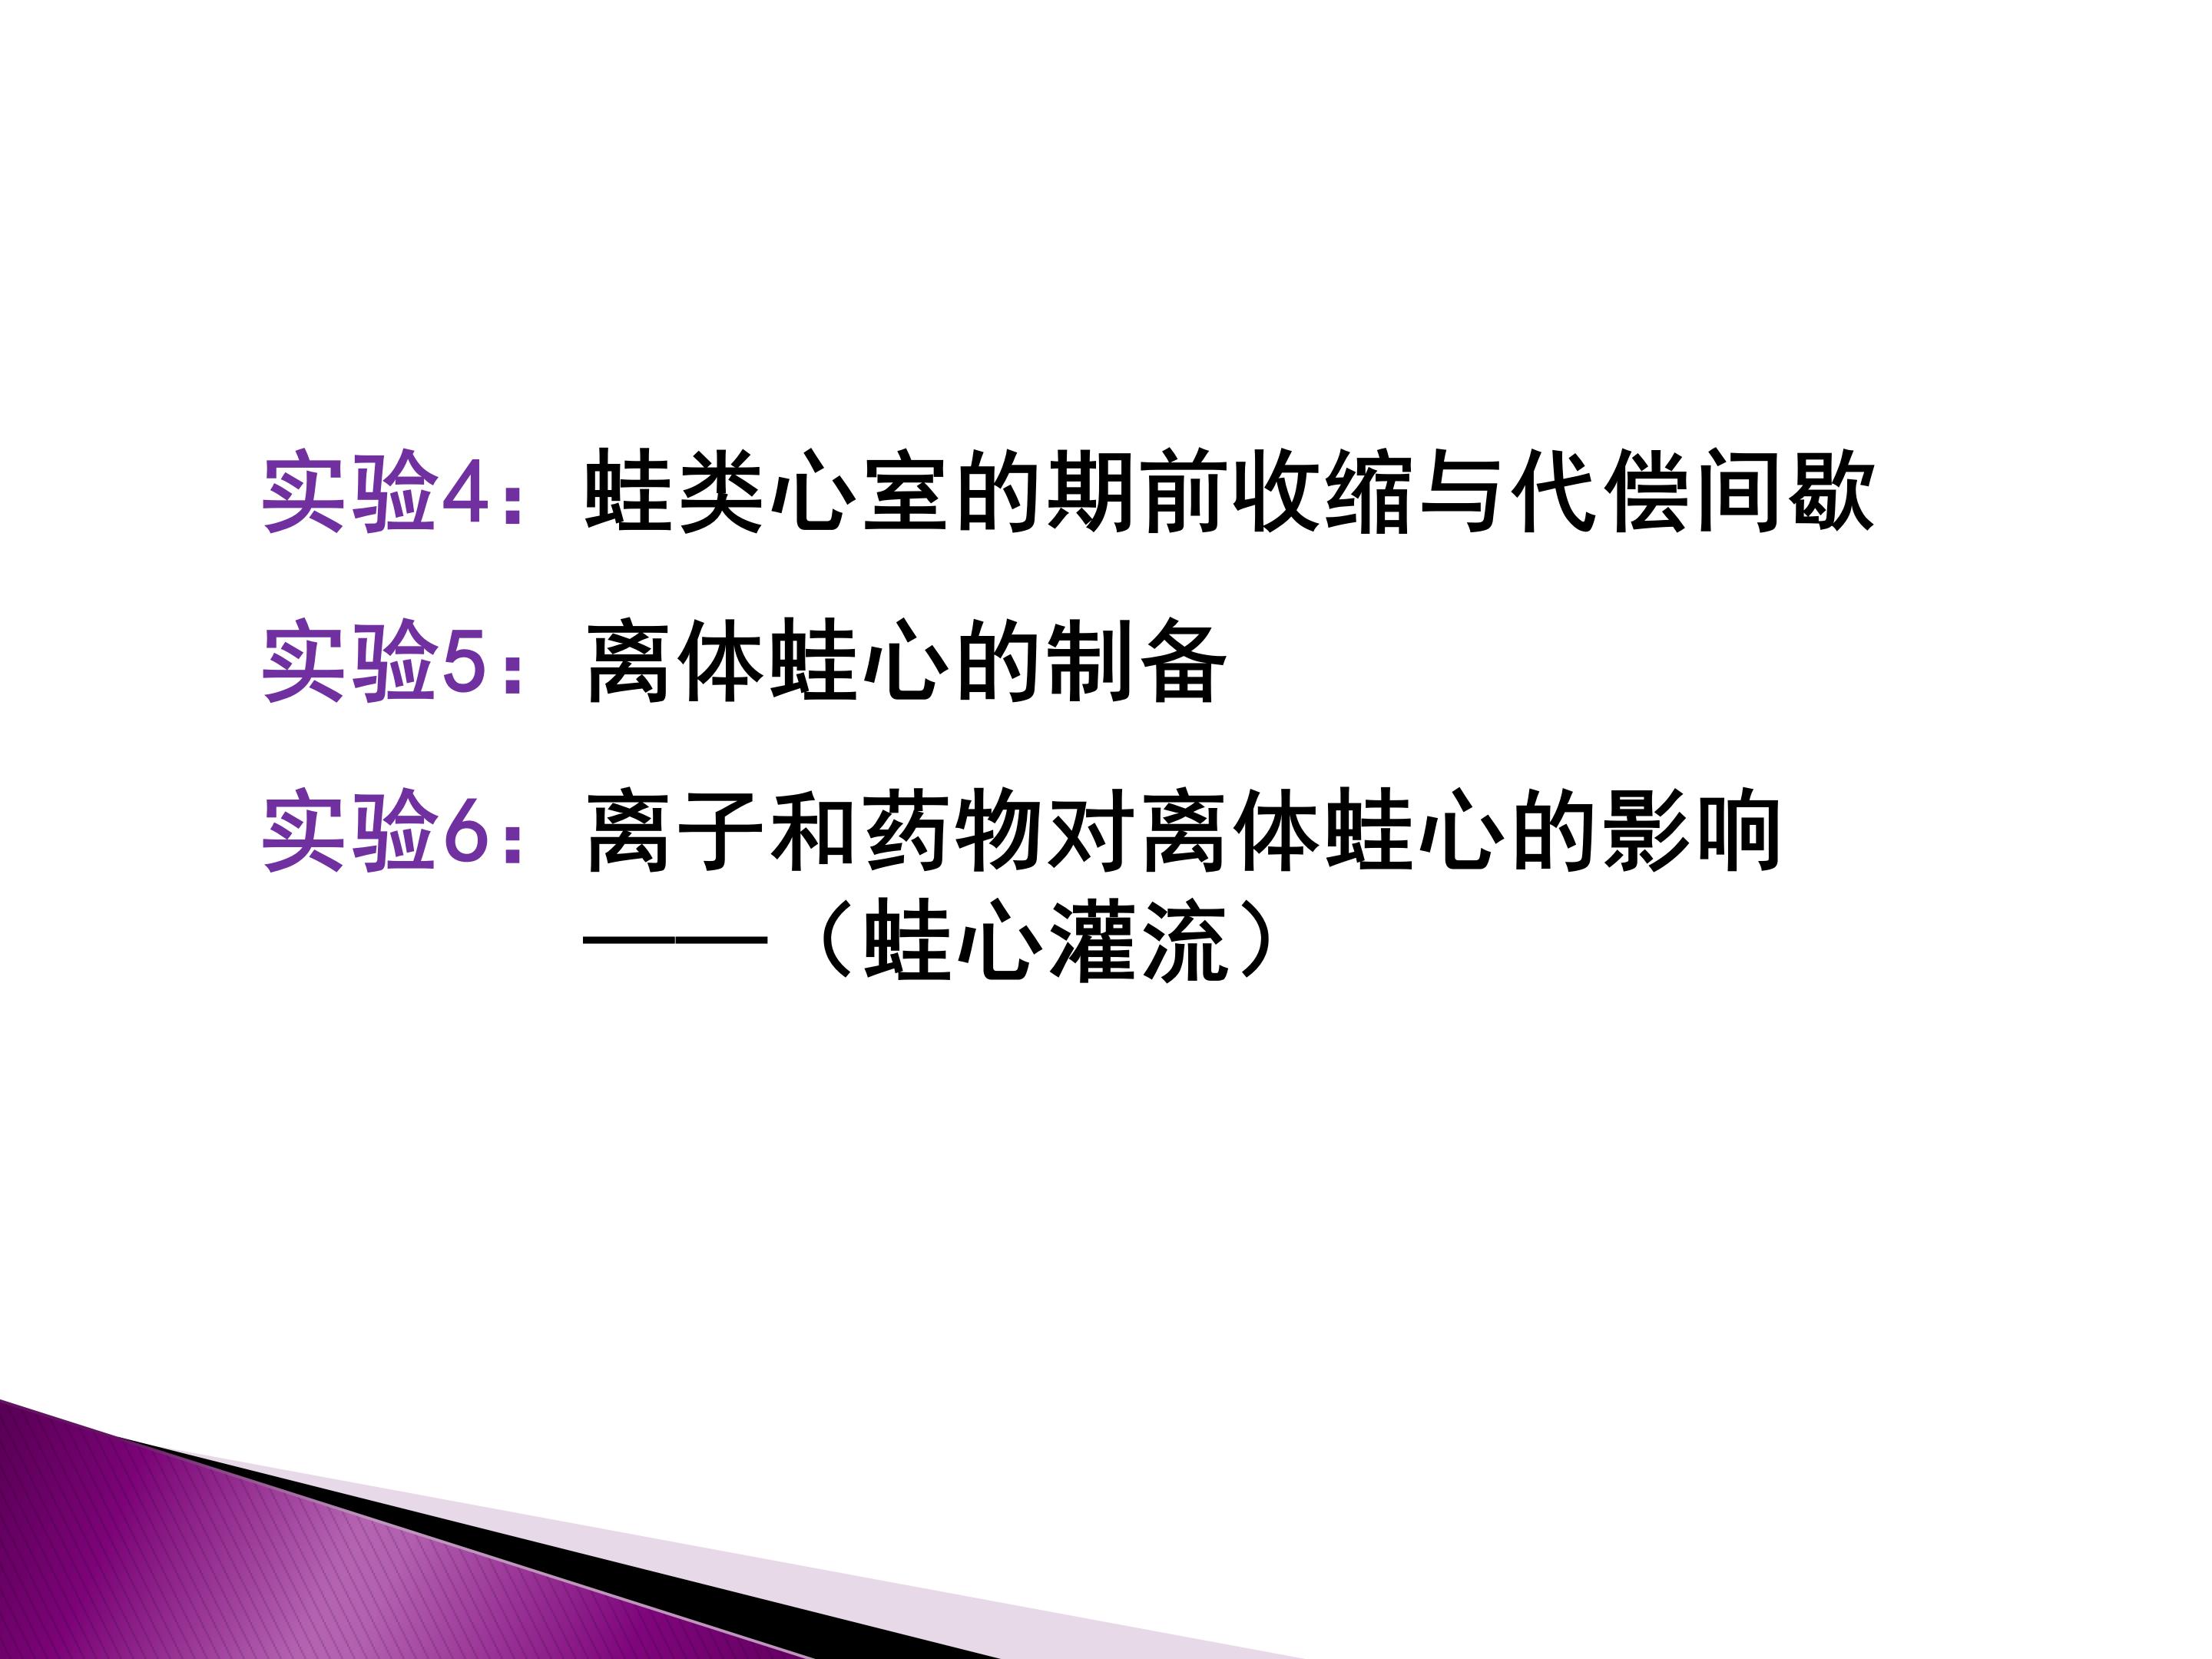 实验4： 蛙类心室的期前收缩与代偿间歇
实验5： 离体蛙心的制备
实验6： 离子和药物对离体蛙心的影响
——（蛙心灌流）